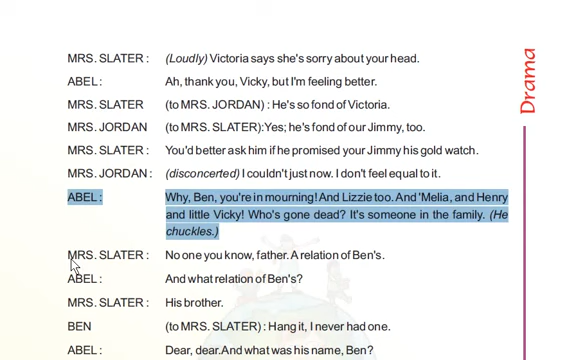 MRS. SLATER : (Loudly) Victoria says she's sorry about your head.
ABEL : Ah, thank you, Vicky, but I'm feeling better.
MRS. SLATER (to MRS. JORDAN) : He's so fond of Victoria.
MRS. JORDAN (to MRS. SLATER):Yes; he's fond of our Jimmy, too.
MRS. SLATER : You'd better ask him if he promised your Jimmy his gold watch.
MRS. JORDAN : (disconcerted) I couldn't just now. I don't feel equal to it.
ABEL : Why, Ben, you're in mourning! And Lizzie too. And 'Melia, and Henry
and little Vicky! Who's gone dead? It's someone in the family. (He
chuckles.)
MRS. SLATER : No one you know, father. A relation of Ben's.
ABEL : And what relation of Ben's?
MRS. SLATER : His brother.
BEN (to MRS. SLATER) : Hang it, I never had one.
ABEL : Dear, dear.And what was his name, Ben?
Drama